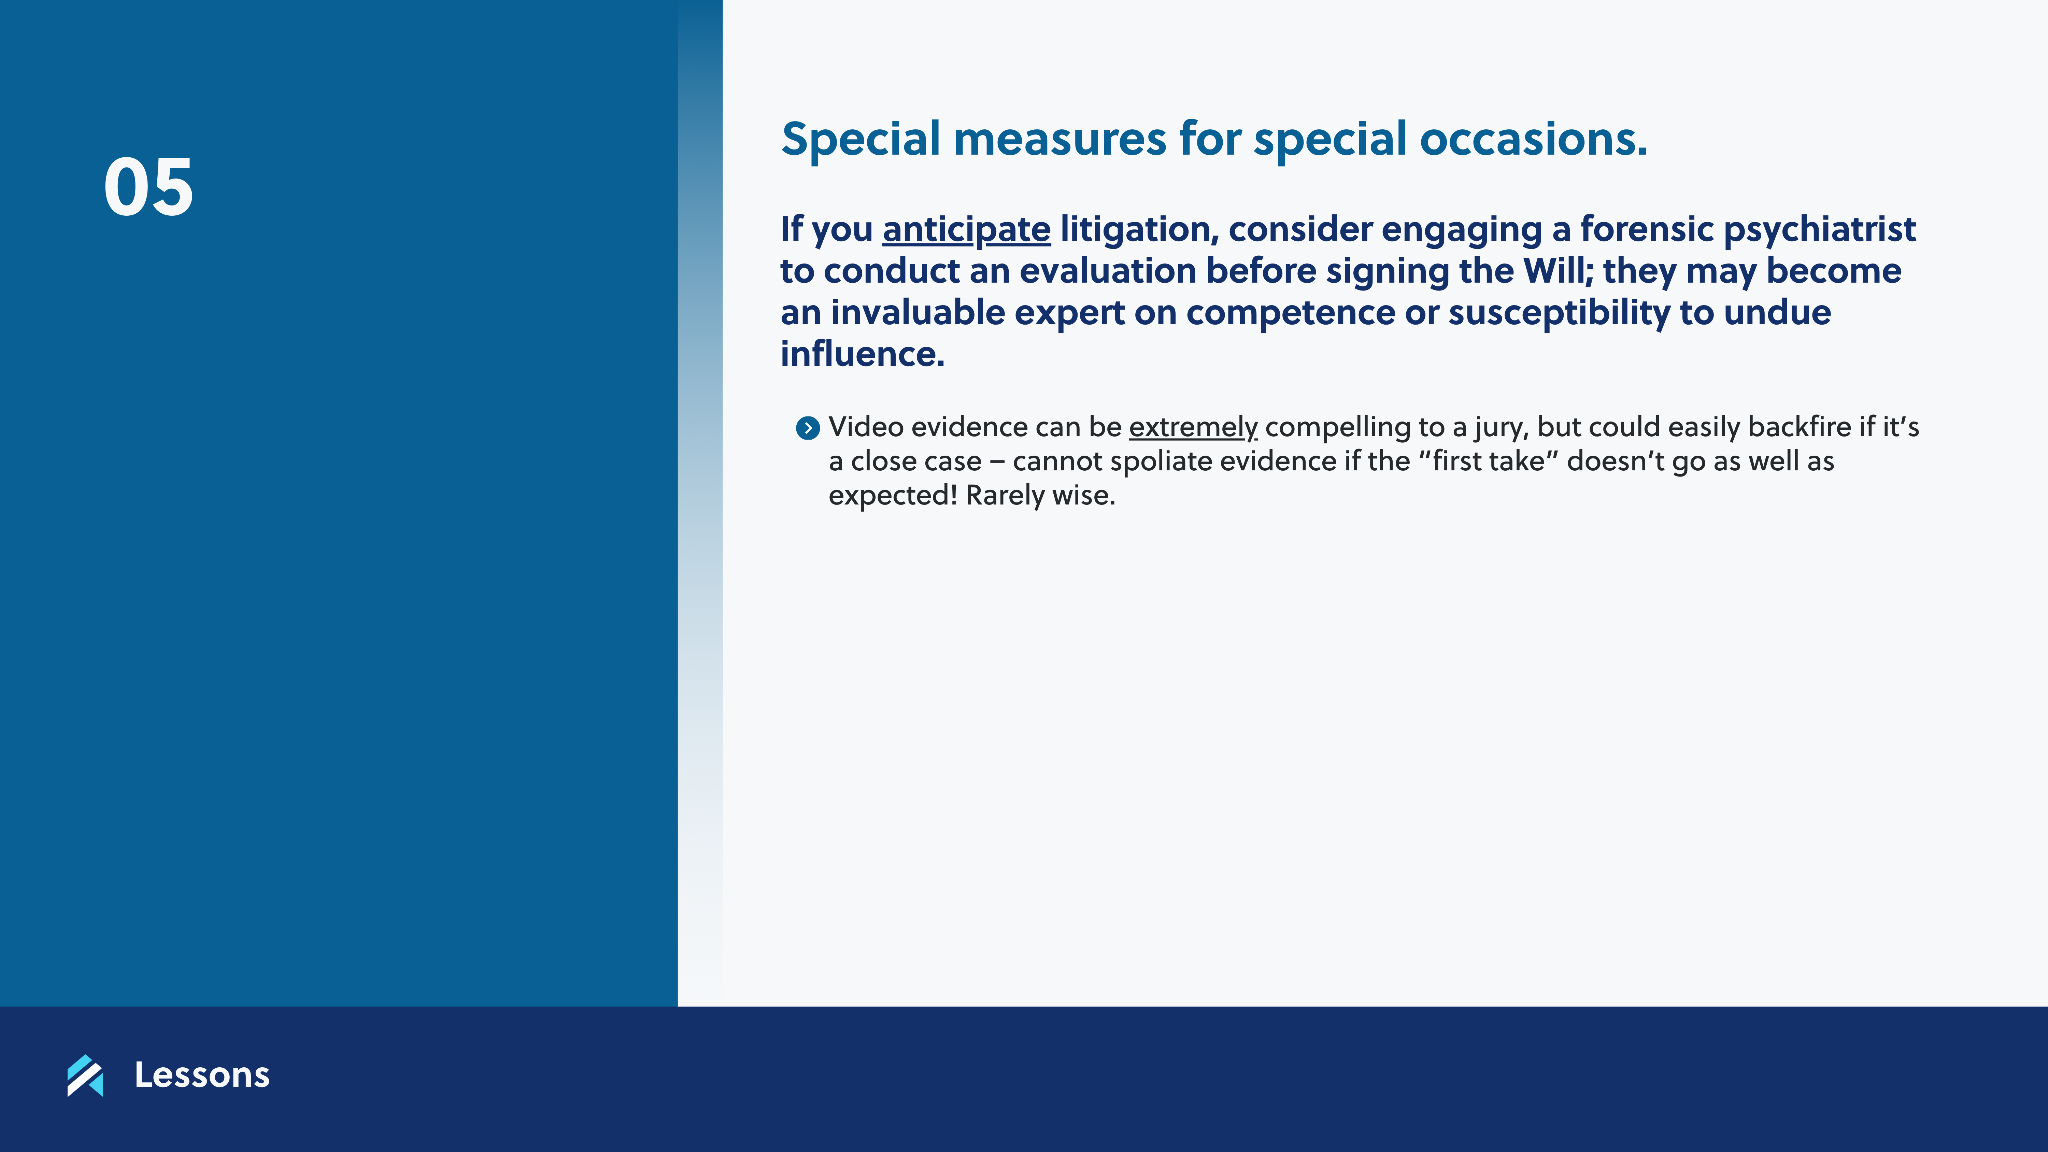 05
Special measures for special occasions.
If you anticipate litigation, consider engaging a forensic psychiatrist
to conduct an evaluation before signing the Will; they may become
an invaluable expert on competence or susceptibility to undue
influence.
Video evidence can be extremely compelling to a jury, but could easily backfire if it’s
a close case – cannot spoliate evidence if the “first take” doesn’t go as well as
expected! Rarely wise.
Lessons